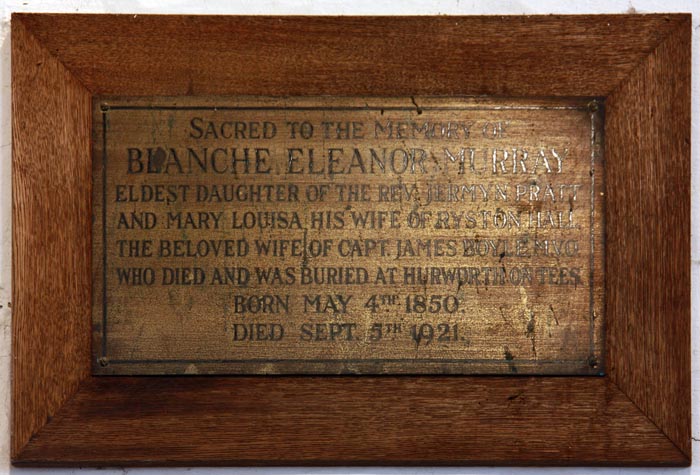 SACRED TO THE MEMORY OF
BLANCHE ELEANOR MURRAY
ELDEST DAUGHTER OF THE REV. JERMYN PRATT
AND MARY LOUISA HIS WIFE OF RYSTON HALL
THE BELOVED WIFE OF CAPT. JAMES BOYLE M.V.O.
WHO DIED AND WAS BURIED AT HURWORTH ON TEES
BORN MAY 4TH 1850.
DIED SEPT. 5TH 1921.